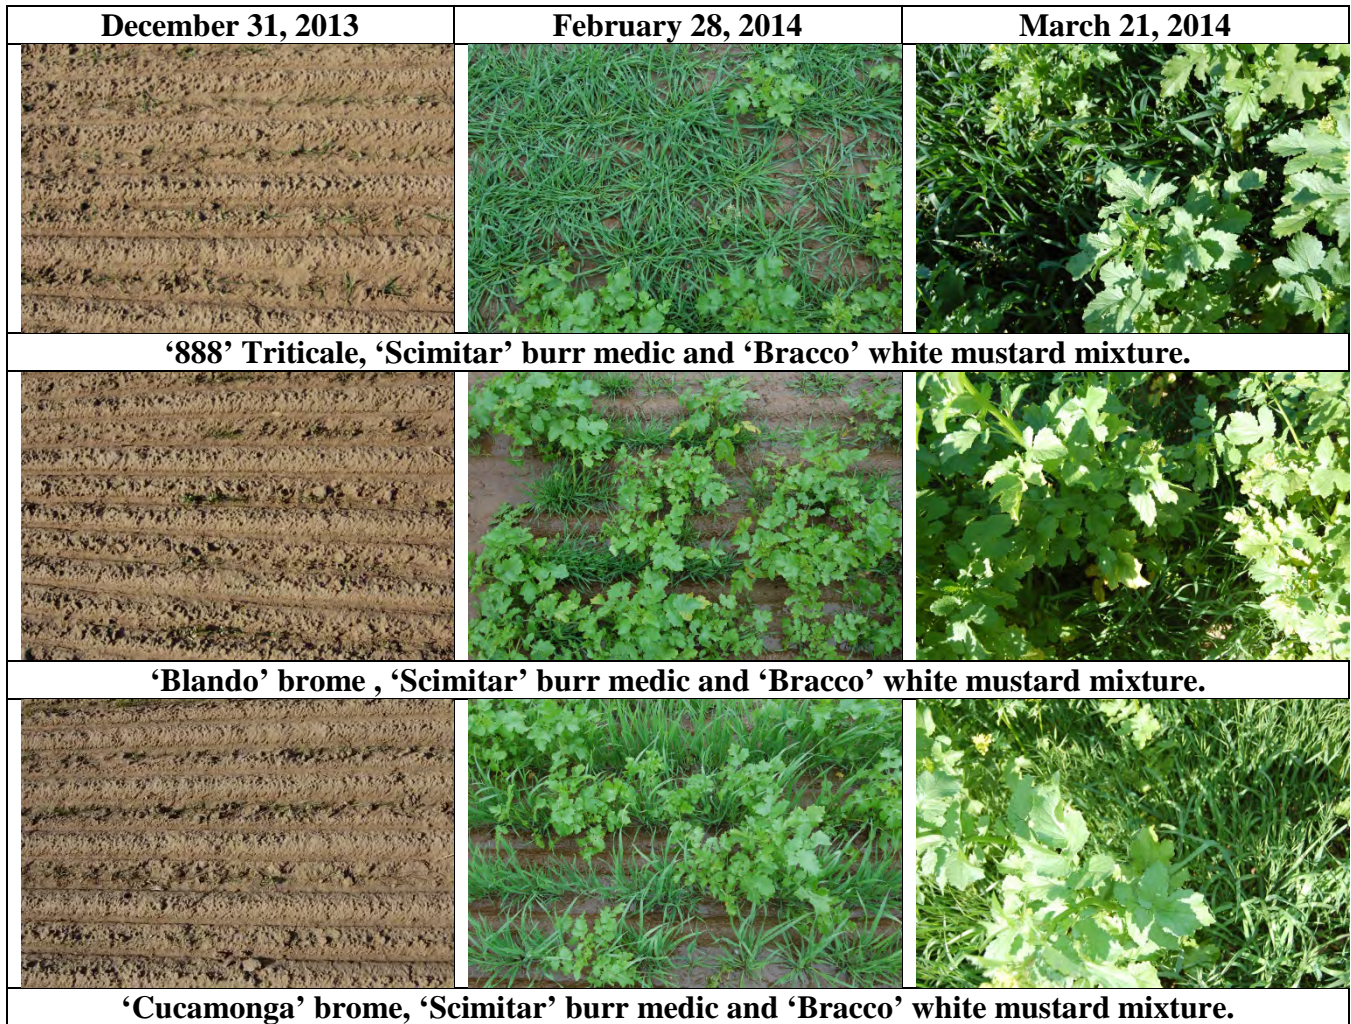 December 31, 2013
February 28, 2014
March 21, 2014
‘888’ Triticale, ‘Scimitar’ burr medic and ‘Bracco’ white mustard mixture.
‘Blando’ brome , ‘Scimitar’ burr medic and ‘Bracco’ white mustard mixture.
‘Cucamonga’ brome, ‘Scimitar’ burr medic and ‘Bracco’ white mustard mixture.